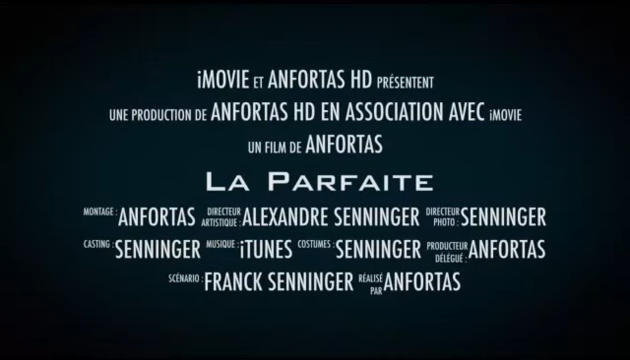 iMOVIE ET ANFORTAS HD PRÉSENTENT
UNE PRODUCTION DE ANFORTAS HD EN ASSOCIATION AVEC iMOVIE
UN FILM DE ANFORTAS
LA PARFAITE
MONTAGE : ANFORTAS DIRECTEUR ARTISTIQUE : ALEXANDRE SENNINGER DIRECTEUR PHOTO : SENNINGER
CASTING : SENNINGER MUSIQUE : iTUNES COSTUMES : SENNINGER PRODUCTEUR DÉLÉGUÉ : ANFORTAS
SCÉNARIO : FRANCK SENNINGER RÉALISÉ PAR ANFORTAS